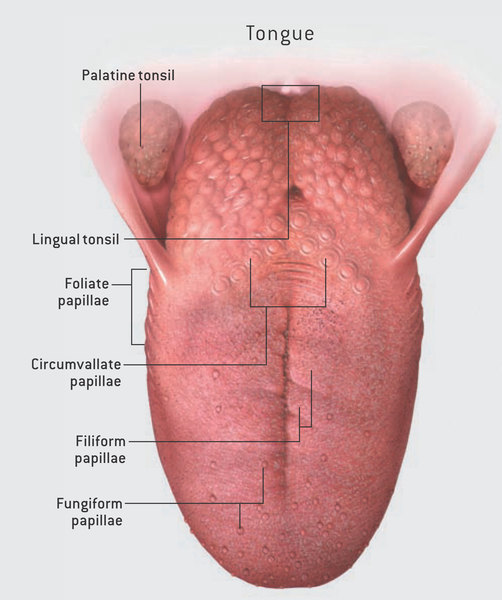 Tongue
Palatine tonsil
Lingual tonsil
Foliate
papillae
Circumvallate
papillae
Filiform
papillae
Fungiform
papillae